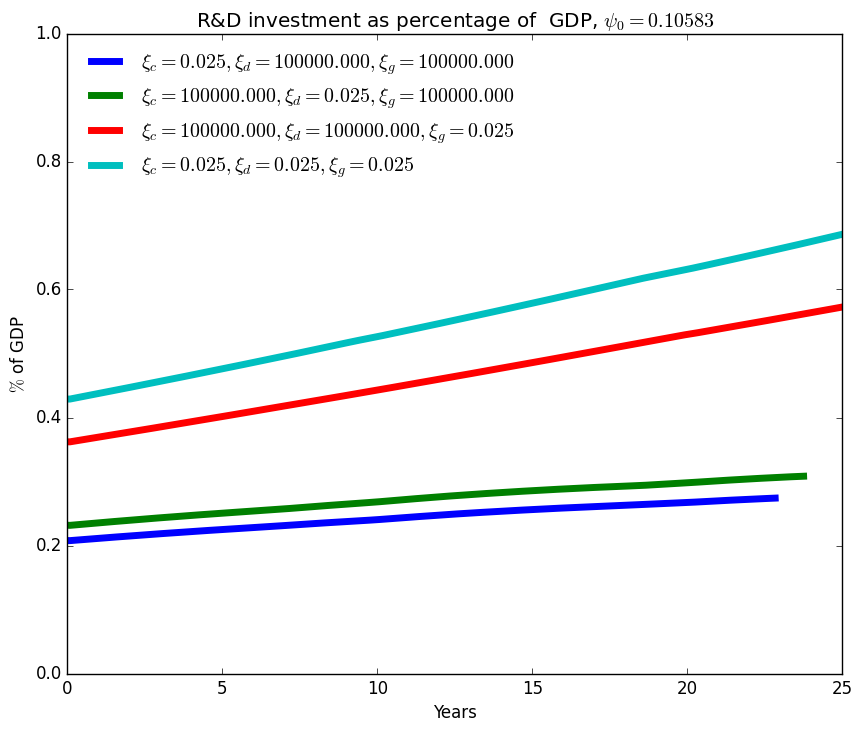 R&D investment as percentage of  GDP, ψ₀ = 0.10583
1.0
ξ_c = 0.025, ξ_d = 100000.000, ξ_g = 100000.000
ξ_c = 100000.000, ξ_d = 0.025, ξ_g = 100000.000
ξ_c = 100000.000, ξ_d = 100000.000, ξ_g = 0.025
ξ_c = 0.025, ξ_d = 0.025, ξ_g = 0.025
0.8
0.6
% of GDP
0.4
0.2
0.0
0 5 10 15 20 25
Years